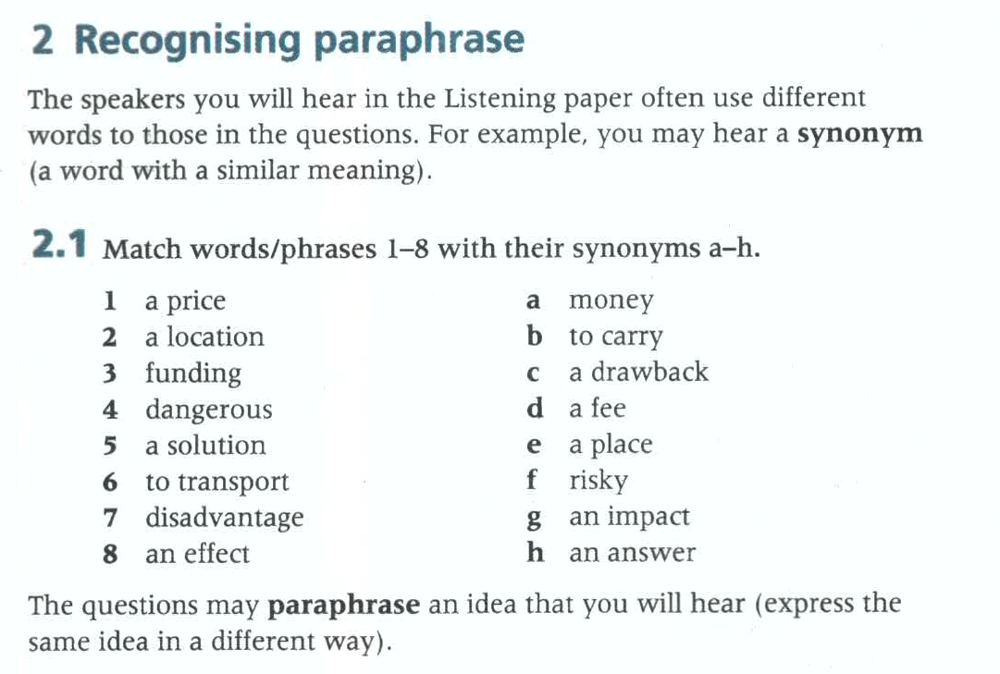 2 Recognising paraphrase
The speakers you will hear in the Listening paper often use different
words to those in the questions. For example, you may hear a synonym
(a word with a similar meaning).
2.1 Match words/phrases 1–8 with their synonyms a–h.
1 a price a money
2 a location b to carry
3 funding c a drawback
4 dangerous d a fee
5 a solution e a place
6 to transport f risky
7 disadvantage g an impact
8 an effect h an answer
The questions may paraphrase an idea that you will hear (express the
same idea in a different way).